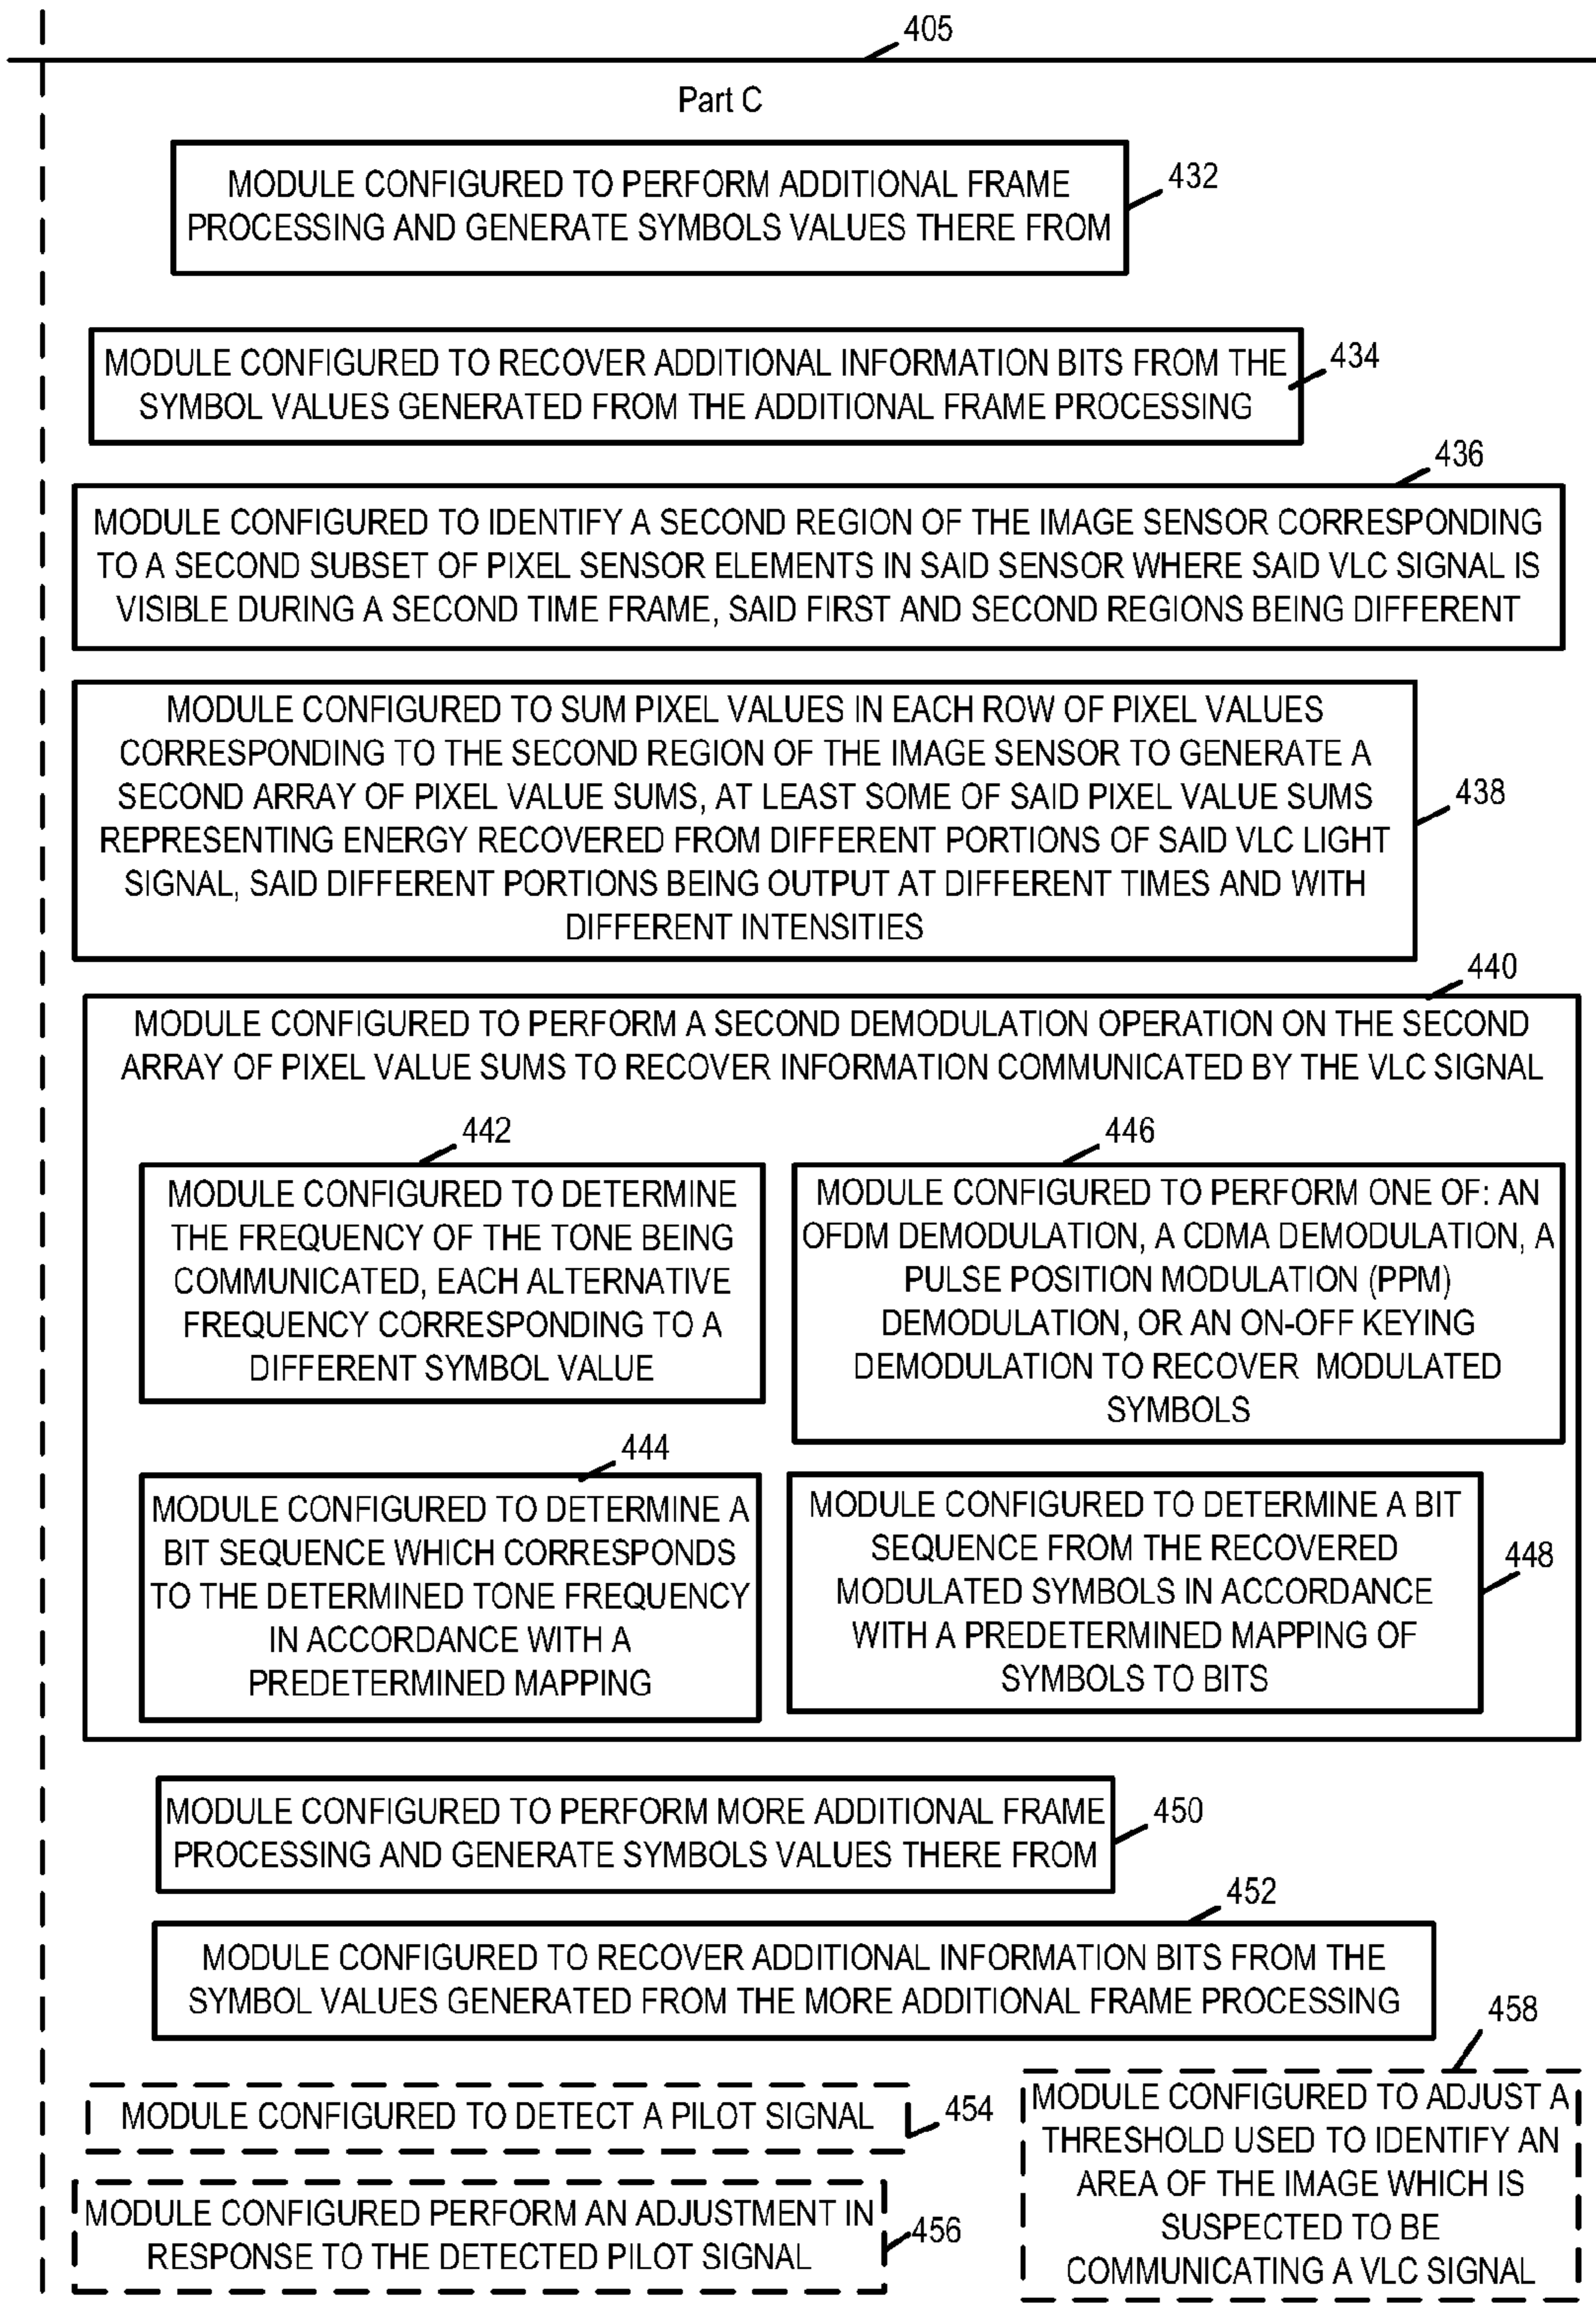 405
Part C
MODULE CONFIGURED TO PERFORM ADDITIONAL FRAME
PROCESSING AND GENERATE SYMBOLS VALUES THERE FROM
432
MODULE CONFIGURED TO RECOVER ADDITIONAL INFORMATION BITS FROM THE
SYMBOL VALUES GENERATED FROM THE ADDITIONAL FRAME PROCESSING
434
436
MODULE CONFIGURED TO IDENTIFY A SECOND REGION OF THE IMAGE SENSOR CORRESPONDING
TO A SECOND SUBSET OF PIXEL SENSOR ELEMENTS IN SAID SENSOR WHERE SAID VLC SIGNAL IS
VISIBLE DURING A SECOND TIME FRAME, SAID FIRST AND SECOND REGIONS BEING DIFFERENT
MODULE CONFIGURED TO SUM PIXEL VALUES IN EACH ROW OF PIXEL VALUES
CORRESPONDING TO THE SECOND REGION OF THE IMAGE SENSOR TO GENERATE A
SECOND ARRAY OF PIXEL VALUE SUMS, AT LEAST SOME OF SAID PIXEL VALUE SUMS
REPRESENTING ENERGY RECOVERED FROM DIFFERENT PORTIONS OF SAID VLC LIGHT
SIGNAL, SAID DIFFERENT PORTIONS BEING OUTPUT AT DIFFERENT TIMES AND WITH
DIFFERENT INTENSITIES
438
440
MODULE CONFIGURED TO PERFORM A SECOND DEMODULATION OPERATION ON THE SECOND
ARRAY OF PIXEL VALUE SUMS TO RECOVER INFORMATION COMMUNICATED BY THE VLC SIGNAL
442
MODULE CONFIGURED TO DETERMINE
THE FREQUENCY OF THE TONE BEING
COMMUNICATED, EACH ALTERNATIVE
FREQUENCY CORRESPONDING TO A
DIFFERENT SYMBOL VALUE
446
MODULE CONFIGURED TO PERFORM ONE OF: AN
OFDM DEMODULATION, A CDMA DEMODULATION, A
PULSE POSITION MODULATION (PPM)
DEMODULATION, OR AN ON-OFF KEYING
DEMODULATION TO RECOVER MODULATED
SYMBOLS
444
MODULE CONFIGURED TO DETERMINE A
BIT SEQUENCE WHICH CORRESPONDS
TO THE DETERMINED TONE FREQUENCY
IN ACCORDANCE WITH A
PREDETERMINED MAPPING
MODULE CONFIGURED TO DETERMINE A BIT
SEQUENCE FROM THE RECOVERED
MODULATED SYMBOLS IN ACCORDANCE
WITH A PREDETERMINED MAPPING OF
SYMBOLS TO BITS
448
MODULE CONFIGURED TO PERFORM MORE ADDITIONAL FRAME
PROCESSING AND GENERATE SYMBOLS VALUES THERE FROM
450
452
MODULE CONFIGURED TO RECOVER ADDITIONAL INFORMATION BITS FROM THE
SYMBOL VALUES GENERATED FROM THE MORE ADDITIONAL FRAME PROCESSING
MODULE CONFIGURED TO DETECT A PILOT SIGNAL
454
MODULE CONFIGURED PERFORM AN ADJUSTMENT IN
RESPONSE TO THE DETECTED PILOT SIGNAL
456
458
MODULE CONFIGURED TO ADJUST A
THRESHOLD USED TO IDENTIFY AN
AREA OF THE IMAGE WHICH IS
SUSPECTED TO BE
COMMUNICATING A VLC SIGNAL